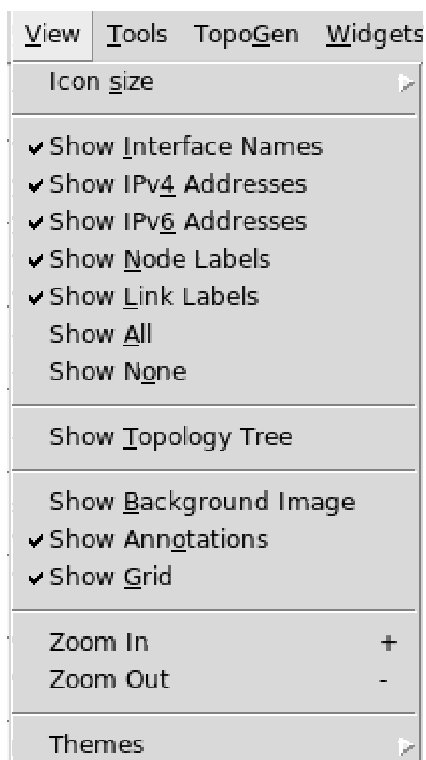 View Tools TopoGen Widgets
Icon size
Show Interface Names
Show IPv4 Addresses
Show IPv6 Addresses
Show Node Labels
Show Link Labels
Show All
Show None
Show Topology Tree
Show Background Image
Show Annotations
Show Grid
Zoom In +
Zoom Out -
Themes